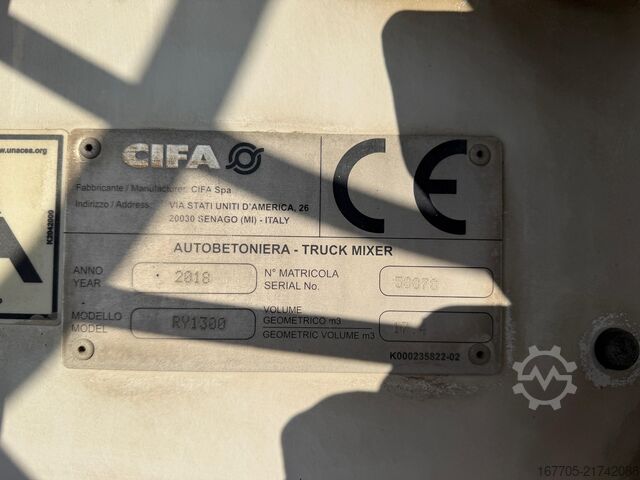 www.unacea.org
K2042000
CIFA
CE
Fabbricante / Manufacturer: CIFA Spa
Indirizzo / Address: VIA STATI UNITI D'AMERICA, 26
20030 SENAGO (MI) - ITALY
AUTOBETONIERA - TRUCK MIXER
ANNO
YEAR
2018
N° MATRICOLA
SERIAL No.
MODELLO
MODEL
RY1300
VOLUME
GEOMETRICO m3
GEOMETRIC VOLUME m3
K000235822-02